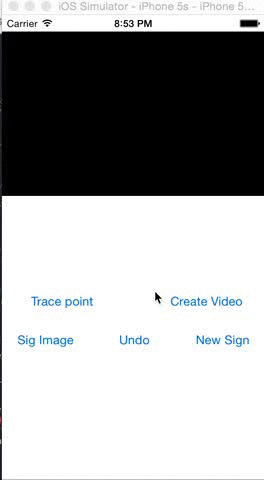 iOS Simulator - iPhone 5s - iPhone 5...
Carrier 8:53 PM
Trace point Create Video
Sig Image Undo New Sign